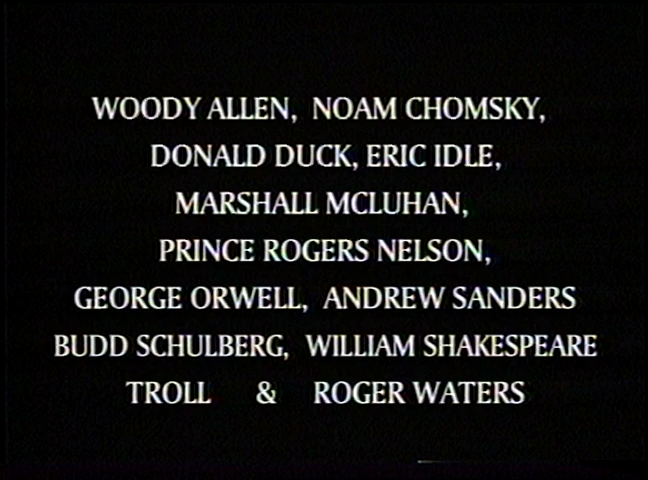 WOODY ALLEN, NOAM CHOMSKY,
DONALD DUCK, ERIC IDLE,
MARSHALL MCLUHAN,
PRINCE ROGERS NELSON,
GEORGE ORWELL, ANDREW SANDERS
BUDD SCHULBERG, WILLIAM SHAKESPEARE
TROLL & ROGER WATERS